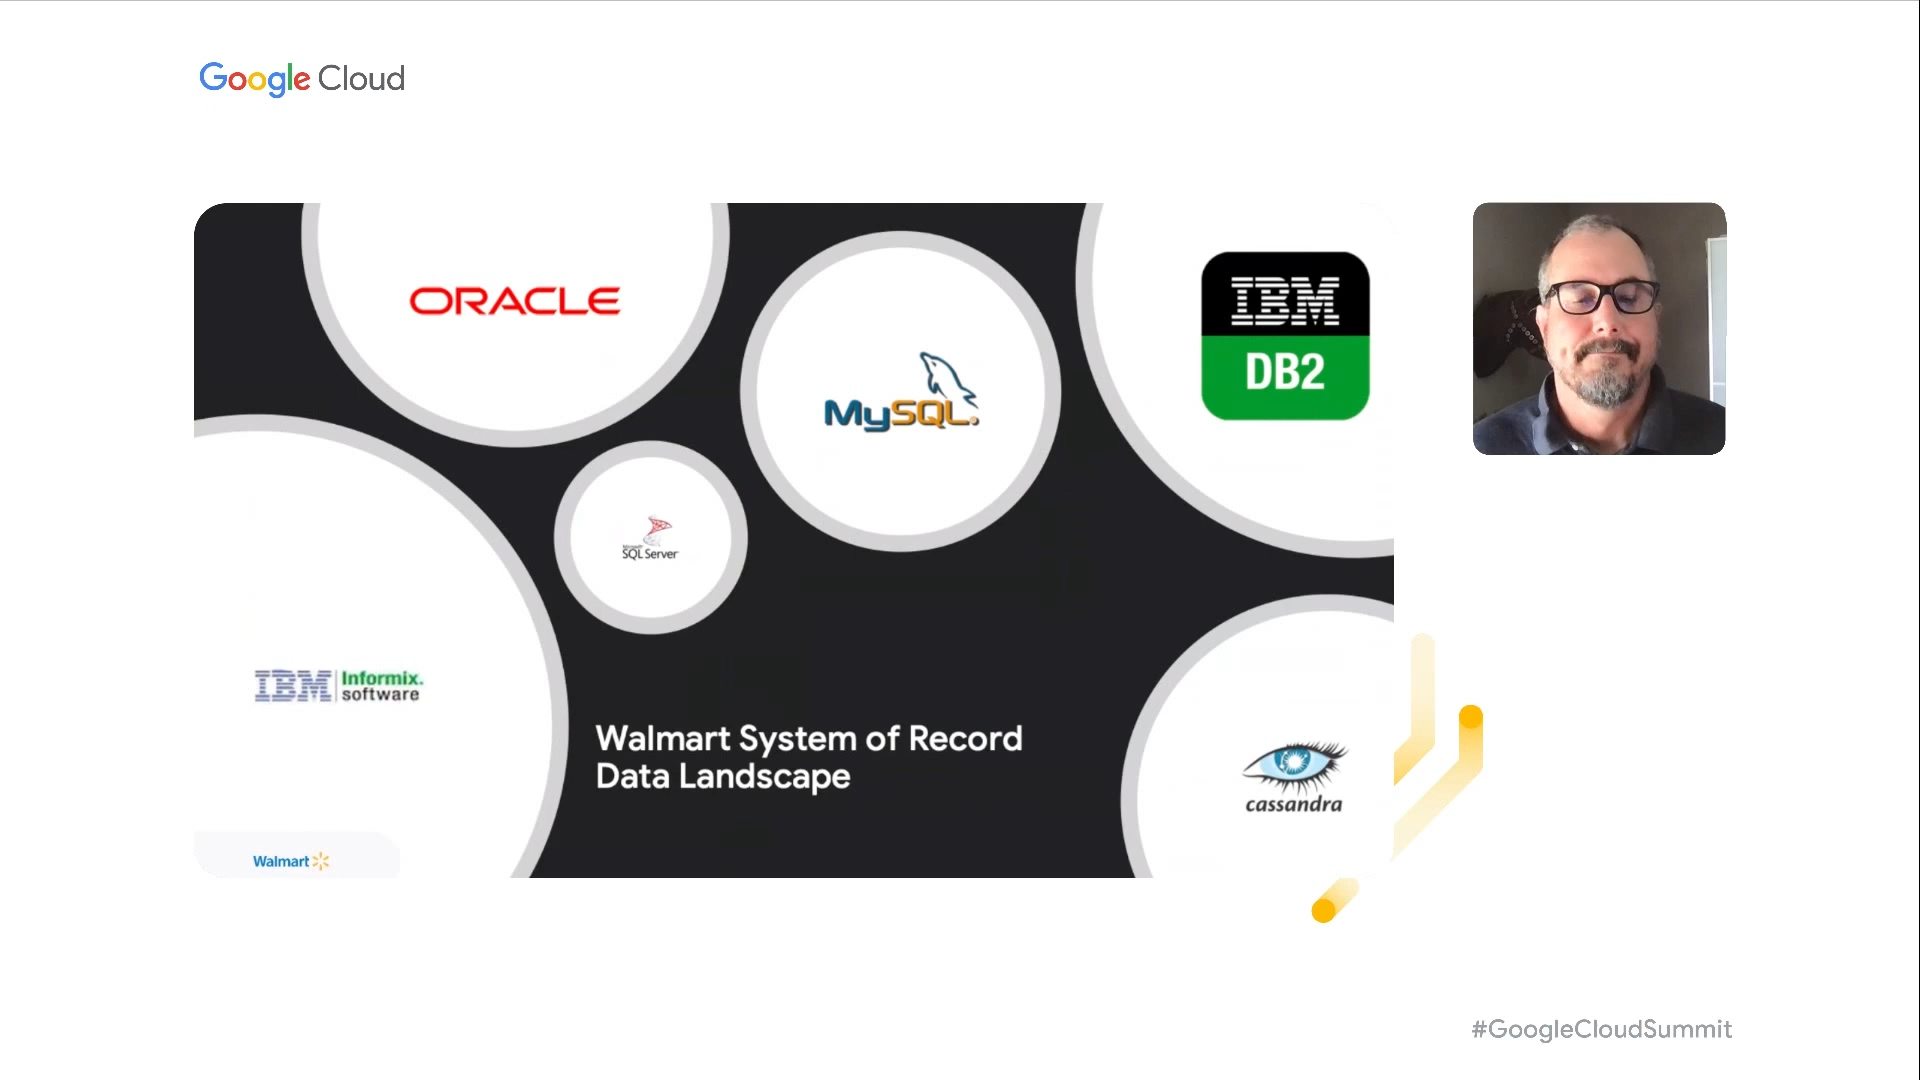 Google Cloud
ORACLE
MySQL.
IBM
DB2
Microsoft
SQL Server
IBM Informix.
software
Walmart System of Record
Data Landscape
cassandra
Walmart
#GoogleCloudSummit